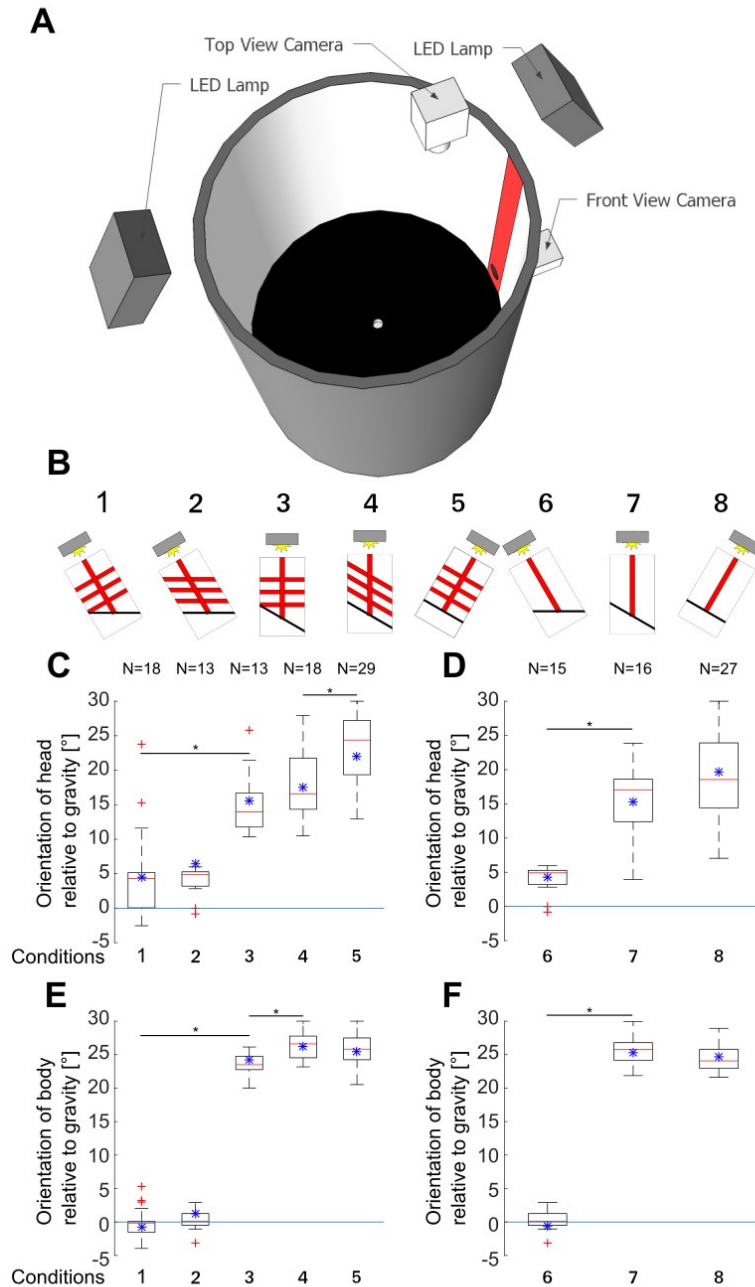 A
Top View Camera
LED Lamp
LED Lamp
Front View Camera
B
1 2 3 4 5 6 7 8
C
N=18 N=13 N=13 N=18 N=29
30
25
20
15
10
5
0
-5
Orientation of head
relative to gravity [°]
*
*
Conditions 1 2 3 4 5
D
N=15 N=16 N=27
30
25
20
15
10
5
0
-5
Orientation of head
relative to gravity [°]
*
6 7 8
E
30
25
20
15
10
5
0
-5
Orientation of body
relative to gravity [°]
*
*
Conditions 1 2 3 4 5
F
30
25
20
15
10
5
0
-5
Orientation of body
relative to gravity [°]
*
6 7 8